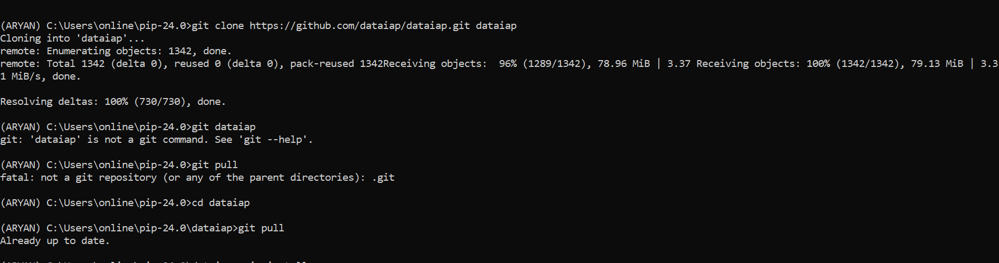 (ARYAN) C:\Users\online\pip-24.0>git clone https://github.com/dataiap/dataiap.git dataiap
Cloning into 'dataiap'...
remote: Enumerating objects: 1342, done.
remote: Total 1342 (delta 0), reused 0 (delta 0), pack-reused 1342Receiving objects:  96% (1289/1342), 78.96 MiB | 3.37 Receiving objects: 100% (1342/1342), 79.13 MiB | 3.3
1 MiB/s, done.
Resolving deltas: 100% (730/730), done.
(ARYAN) C:\Users\online\pip-24.0>git dataiap
git: 'dataiap' is not a git command. See 'git --help'.
(ARYAN) C:\Users\online\pip-24.0>git pull
fatal: not a git repository (or any of the parent directories): .git
(ARYAN) C:\Users\online\pip-24.0>cd dataiap
(ARYAN) C:\Users\online\pip-24.0\dataiap>git pull
Already up to date.